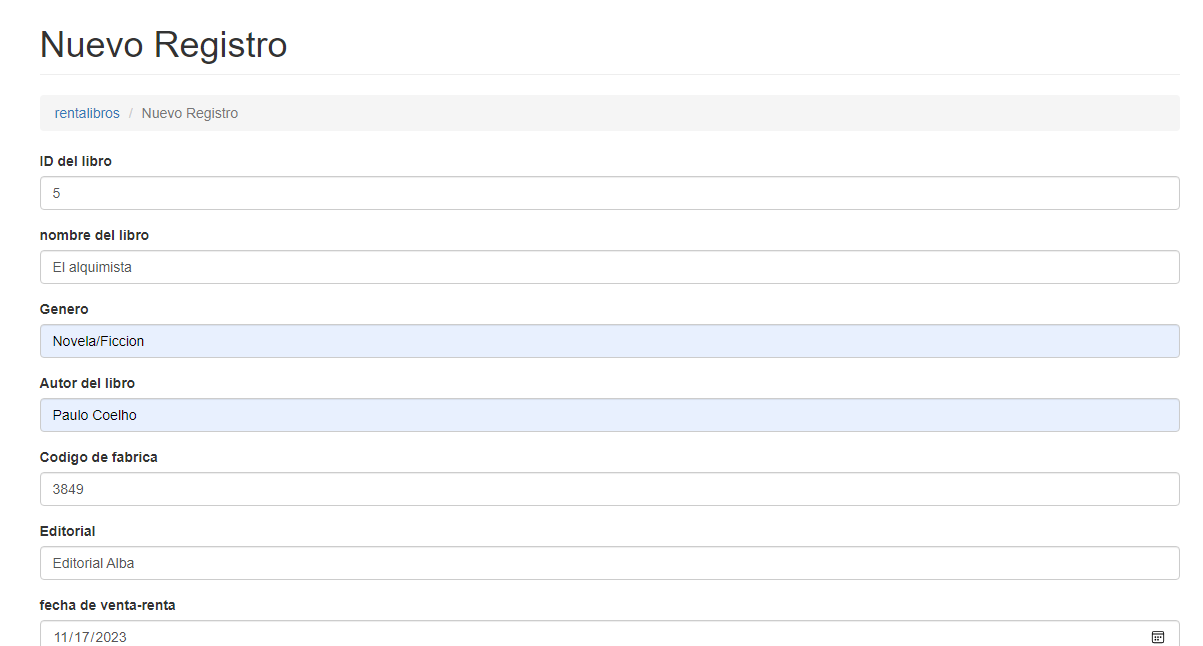 Nuevo Registro
rentalibros / Nuevo Registro
ID del libro
5
nombre del libro
El alquimista
Genero
Novela/Ficcion
Autor del libro
Paulo Coelho
Codigo de fabrica
3849
Editorial
Editorial Alba
fecha de venta-renta
11/17/2023